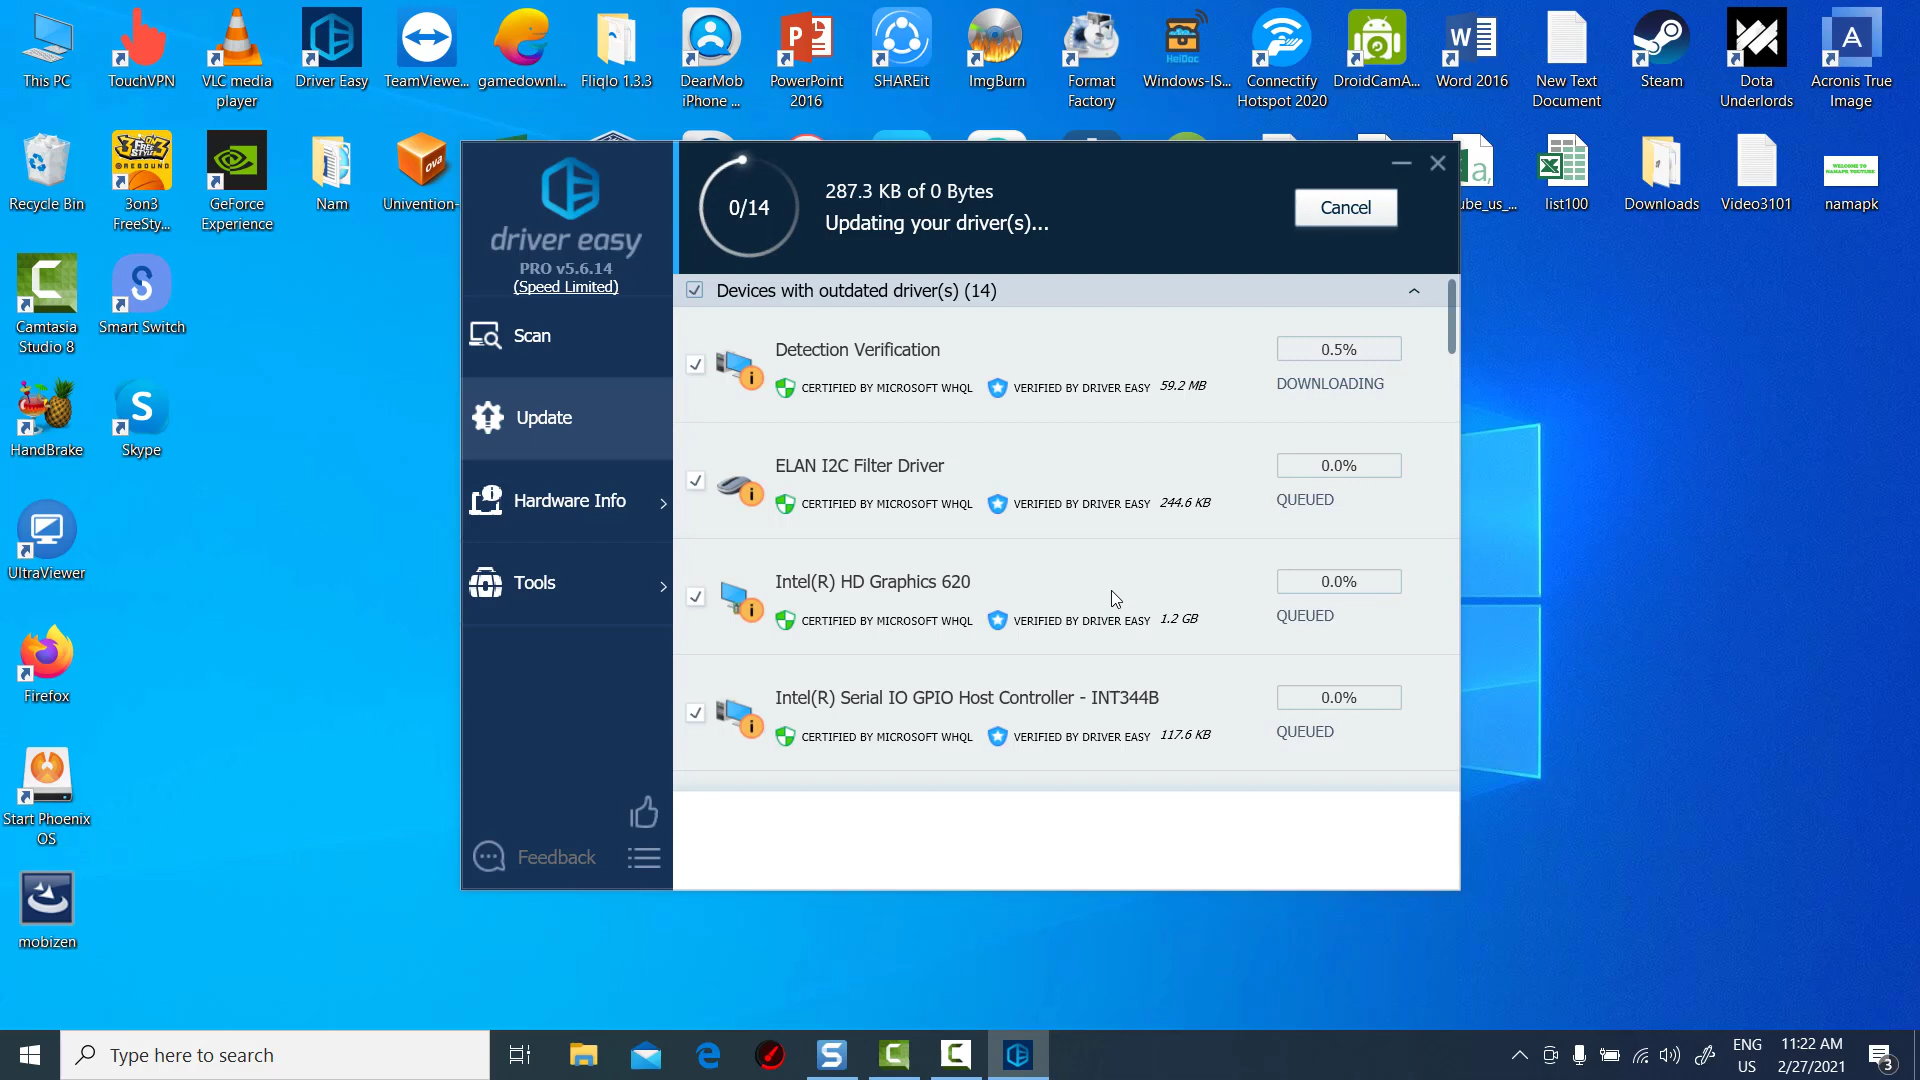 This PC
TouchVPN
VLC media
player
Driver Easy
TeamViewe...
gamedownl...
Fliqlo 1.3.3
DearMob
iPhone ...
PowerPoint
2016
SHAREit
ImgBurn
Format
Factory
HeiDoc
Windows-IS...
Connectify
Hotspot 2020
DroidCamA...
Word 2016
New Text
Document
Steam
Dota
Underlords
Acronis True
Image
Recycle Bin
3on3
FreeSty...
GeForce
Experience
Nam
ova
Univention-
ube_us_...
list100
Downloads
Video3101
WELCOME TO
NAMAPK YOUTUBE
namapk
Camtasia
Studio 8
Smart Switch
HandBrake
Skype
UltraViewer
Firefox
Start Phoenix
OS
mobizen
driver easy
PRO v5.6.14
(Speed Limited)
Scan
Update
Hardware Info
Tools
Feedback
0/14
287.3 KB of 0 Bytes
Updating your driver(s)...
Cancel
Devices with outdated driver(s) (14)
Detection Verification
0.5%
CERTIFIED BY MICROSOFT WHQL VERIFIED BY DRIVER EASY 59.2 MB
DOWNLOADING
ELAN I2C Filter Driver
0.0%
CERTIFIED BY MICROSOFT WHQL VERIFIED BY DRIVER EASY 244.6 KB
QUEUED
Intel(R) HD Graphics 620
0.0%
CERTIFIED BY MICROSOFT WHQL VERIFIED BY DRIVER EASY 1.2 GB
QUEUED
Intel(R) Serial IO GPIO Host Controller - INT344B
0.0%
CERTIFIED BY MICROSOFT WHQL VERIFIED BY DRIVER EASY 117.6 KB
QUEUED
Type here to search
ENG
US
11:22 AM
2/27/2021
3